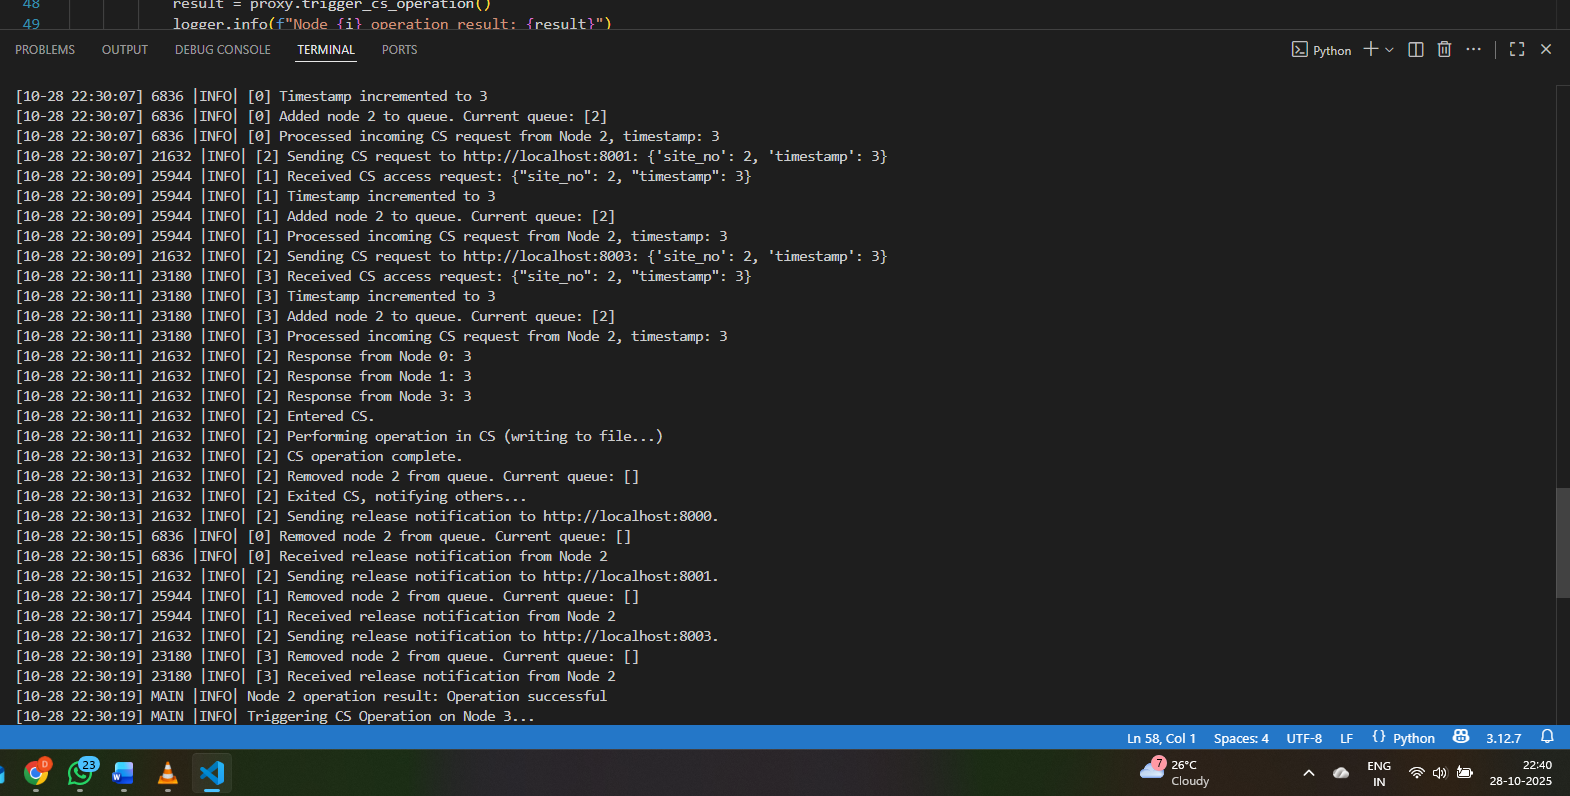 48 result = proxy.trigger_cs_operation()
49 logger.info(f"Node {i} operation result: {result}")
PROBLEMS OUTPUT DEBUG CONSOLE TERMINAL PORTS Python
[10-28 22:30:07] 6836 |INFO| [0] Timestamp incremented to 3
[10-28 22:30:07] 6836 |INFO| [0] Added node 2 to queue. Current queue: [2]
[10-28 22:30:07] 6836 |INFO| [0] Processed incoming CS request from Node 2, timestamp: 3
[10-28 22:30:07] 21632 |INFO| [2] Sending CS request to http://localhost:8001: {'site_no': 2, 'timestamp': 3}
[10-28 22:30:09] 25944 |INFO| [1] Received CS access request: {"site_no": 2, "timestamp": 3}
[10-28 22:30:09] 25944 |INFO| [1] Timestamp incremented to 3
[10-28 22:30:09] 25944 |INFO| [1] Added node 2 to queue. Current queue: [2]
[10-28 22:30:09] 25944 |INFO| [1] Processed incoming CS request from Node 2, timestamp: 3
[10-28 22:30:09] 21632 |INFO| [2] Sending CS request to http://localhost:8003: {'site_no': 2, 'timestamp': 3}
[10-28 22:30:11] 23180 |INFO| [3] Received CS access request: {"site_no": 2, "timestamp": 3}
[10-28 22:30:11] 23180 |INFO| [3] Timestamp incremented to 3
[10-28 22:30:11] 23180 |INFO| [3] Added node 2 to queue. Current queue: [2]
[10-28 22:30:11] 23180 |INFO| [3] Processed incoming CS request from Node 2, timestamp: 3
[10-28 22:30:11] 21632 |INFO| [2] Response from Node 0: 3
[10-28 22:30:11] 21632 |INFO| [2] Response from Node 1: 3
[10-28 22:30:11] 21632 |INFO| [2] Response from Node 3: 3
[10-28 22:30:11] 21632 |INFO| [2] Entered CS.
[10-28 22:30:11] 21632 |INFO| [2] Performing operation in CS (writing to file...)
[10-28 22:30:13] 21632 |INFO| [2] CS operation complete.
[10-28 22:30:13] 21632 |INFO| [2] Removed node 2 from queue. Current queue: []
[10-28 22:30:13] 21632 |INFO| [2] Exited CS, notifying others...
[10-28 22:30:13] 21632 |INFO| [2] Sending release notification to http://localhost:8000.
[10-28 22:30:15] 6836 |INFO| [0] Removed node 2 from queue. Current queue: []
[10-28 22:30:15] 6836 |INFO| [0] Received release notification from Node 2
[10-28 22:30:15] 21632 |INFO| [2] Sending release notification to http://localhost:8001.
[10-28 22:30:17] 25944 |INFO| [1] Removed node 2 from queue. Current queue: []
[10-28 22:30:17] 25944 |INFO| [1] Received release notification from Node 2
[10-28 22:30:17] 21632 |INFO| [2] Sending release notification to http://localhost:8003.
[10-28 22:30:19] 23180 |INFO| [3] Removed node 2 from queue. Current queue: []
[10-28 22:30:19] 23180 |INFO| [3] Received release notification from Node 2
[10-28 22:30:19] MAIN |INFO| Node 2 operation result: Operation successful
[10-28 22:30:19] MAIN |INFO| Triggering CS Operation on Node 3...
Ln 58, Col 1 Spaces: 4 UTF-8 LF {} Python 3.12.7
D 23 W 7 26°C ENG 22:40
Cloudy IN 28-10-2025